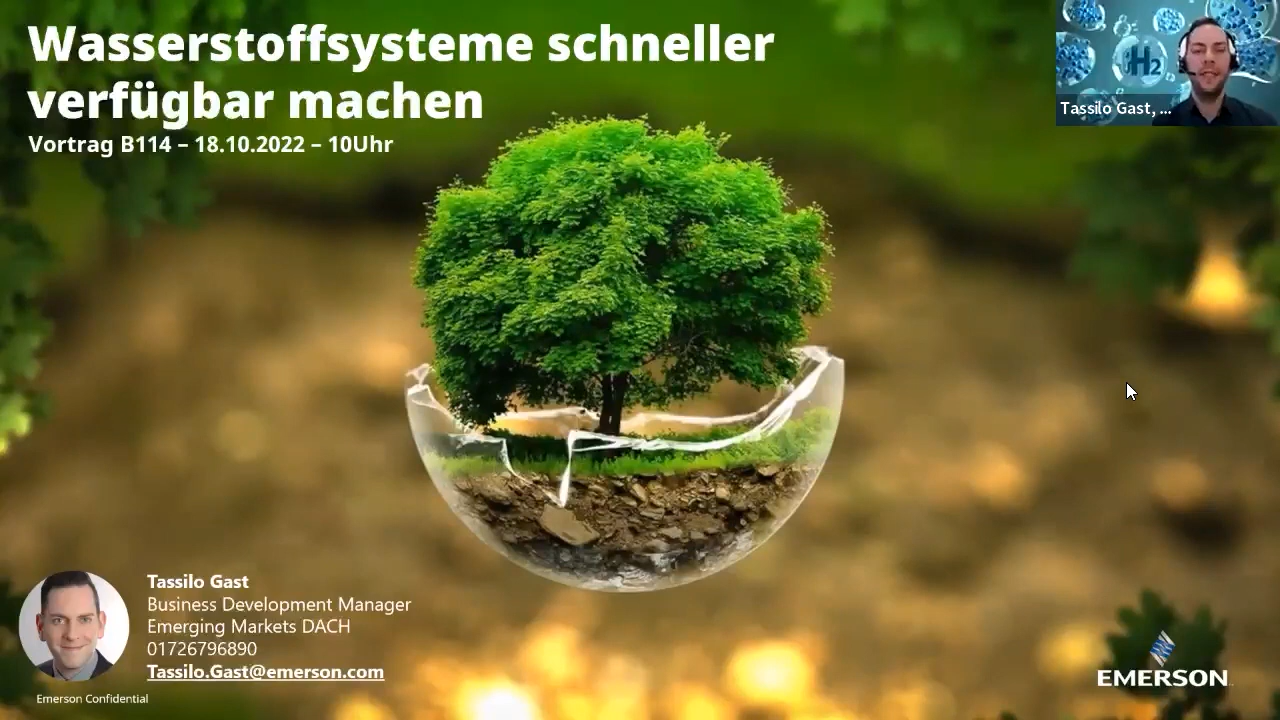 Wasserstoffsysteme schneller
verfügbar machen
Vortrag B114 – 18.10.2022 – 10Uhr
H2
Tassilo Gast, ...
Tassilo Gast
Business Development Manager
Emerging Markets DACH
01726796890
Tassilo.Gast@emerson.com
Emerson Confidential
EMERSON